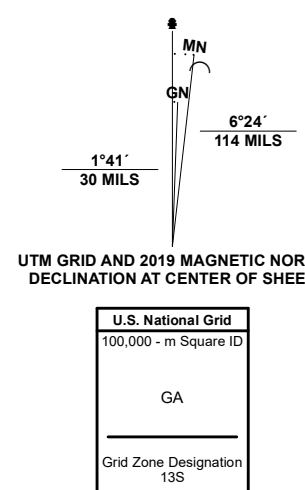 MN
GN
6°24´
114 MILS
1°41´
30 MILS
UTM GRID AND 2019 MAGNETIC NOR
DECLINATION AT CENTER OF SHEE
U.S. National Grid
100,000 - m Square ID
GA
Grid Zone Designation
13S